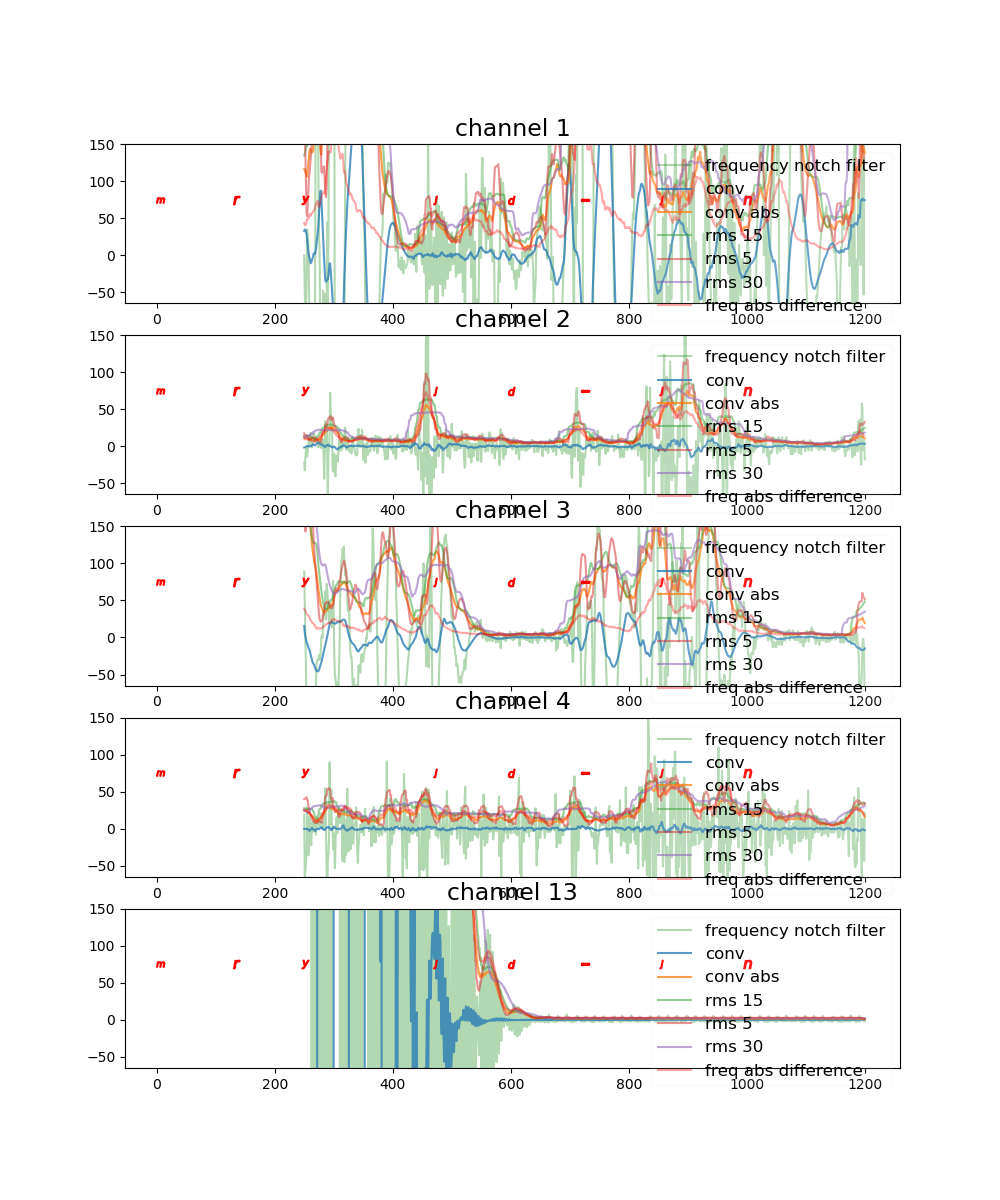 channel 1
150
100
50
0
−50
m r y j d − j n
frequency notch filter
conv
conv abs
rms 15
rms 5
rms 30
freq abs difference
0 200 400 600 800 1000 1200
channel 2
150
100
50
0
−50
m r y j d − j n
frequency notch filter
conv
conv abs
rms 15
rms 5
rms 30
freq abs difference
0 200 400 600 800 1000 1200
channel 3
150
100
50
0
−50
m r y j d − j n
frequency notch filter
conv
conv abs
rms 15
rms 5
rms 30
freq abs difference
0 200 400 600 800 1000 1200
channel 4
150
100
50
0
−50
m r y j d − j n
frequency notch filter
conv
conv abs
rms 15
rms 5
rms 30
freq abs difference
0 200 400 600 800 1000 1200
channel 13
150
100
50
0
−50
m r y j d − j n
frequency notch filter
conv
conv abs
rms 15
rms 5
rms 30
freq abs difference
0 200 400 600 800 1000 1200